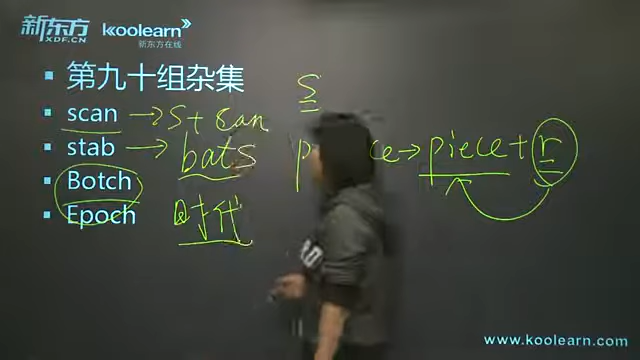 新东方 koolearn
XDF.CN 新东方在线
第九十组杂集
s
scan → s+ can
stab → bats
piece + r
Botch
Epoch 时代
www.koolearn.com